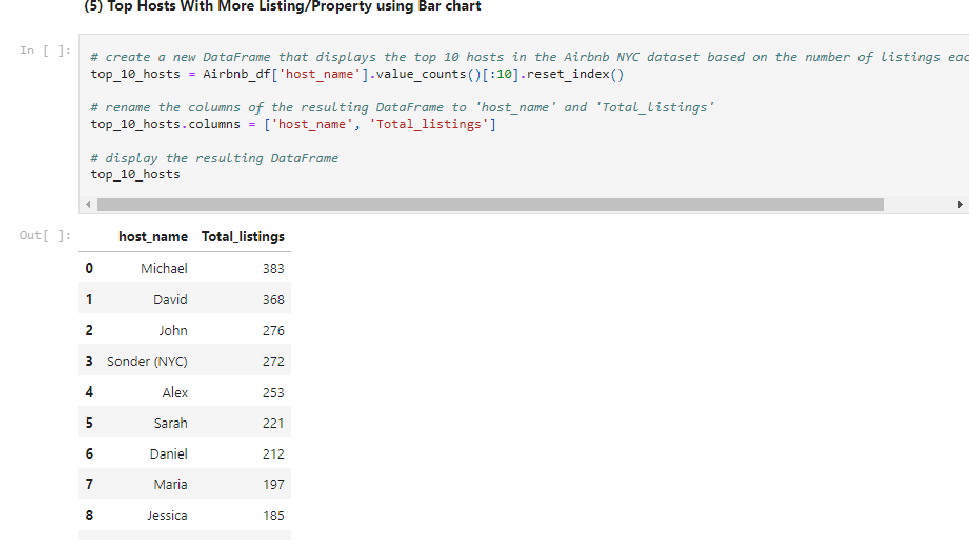 (5) Top Hosts With More Listing/Property using Bar chart
In [ ]:
# create a new DataFrame that displays the top 10 hosts in the Airbnb NYC dataset based on the number of listings eac
top_10_hosts = Airbnb_df['host_name'].value_counts()[:10].reset_index()
# rename the columns of the resulting DataFrame to 'host_name' and 'Total_listings'
top_10_hosts.columns = ['host_name', 'Total_listings']
# display the resulting DataFrame
top_10_hosts
Out[ ]:
host_name Total_listings
0 Michael 383
1 David 368
2 John 276
3 Sonder (NYC) 272
4 Alex 253
5 Sarah 221
6 Daniel 212
7 Maria 197
8 Jessica 185